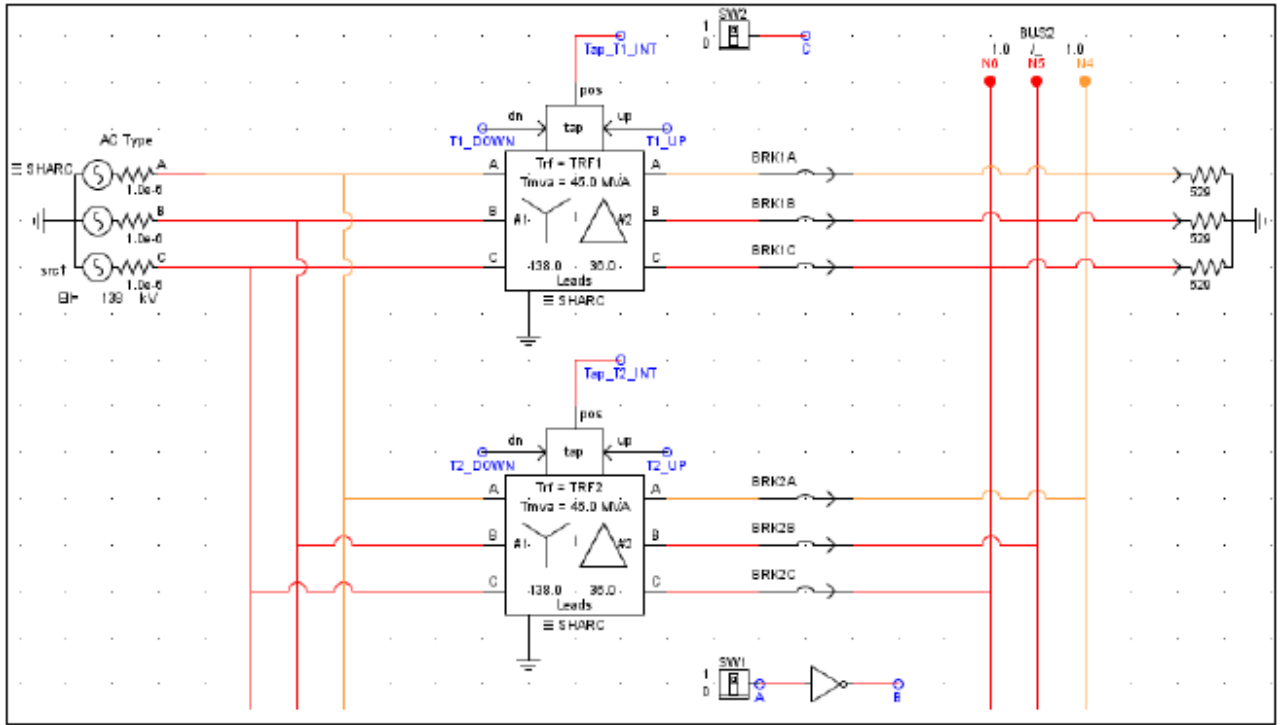 SW2
1
0
C
BUS2
1.0 /_ 1.0
N6 N5 N4
Tap_T1_INT
pos
dn
tap
up
T1_DOWN
T1_UP
AC Type
SHARC
A
1.0e-6
B
1.0e-6
C
1.0e-6
src1
138 kV
A
B
C
Trf = TRF1
Tmva = 45.0 MVA
#1
#2
138.0 36.0
Leads
SHARC
A
B
C
BRK1A
BRK1B
BRK1C
529
529
529
Tap_T2_INT
pos
dn
tap
up
T2_DOWN
T2_UP
A
B
C
Trf = TRF2
Tmva = 45.0 MVA
#1
#2
138.0 36.0
Leads
SHARC
A
B
C
BRK2A
BRK2B
BRK2C
SW1
1
0
A
B